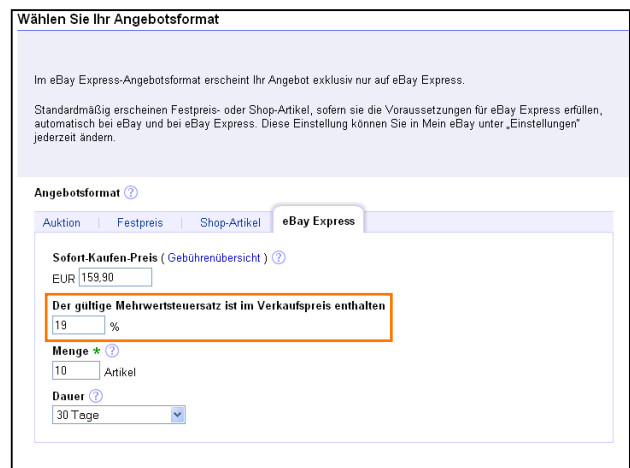 Wählen Sie Ihr Angebotsformat
Im eBay Express-Angebotsformat erscheint Ihr Angebot exklusiv nur auf eBay Express.
Standardmäßig erscheinen Festpreis- oder Shop-Artikel, sofern sie die Voraussetzungen für eBay Express erfüllen,
automatisch bei eBay und bei eBay Express. Diese Einstellung können Sie in Mein eBay unter „Einstellungen"
jederzeit ändern.
Angebotsformat ?
Auktion | Festpreis | Shop-Artikel eBay Express
Sofort-Kaufen-Preis ( Gebührenübersicht ) ?
EUR 159,90
Der gültige Mehrwertsteuersatz ist im Verkaufspreis enthalten
19 %
Menge * ?
10 Artikel
Dauer ?
30 Tage